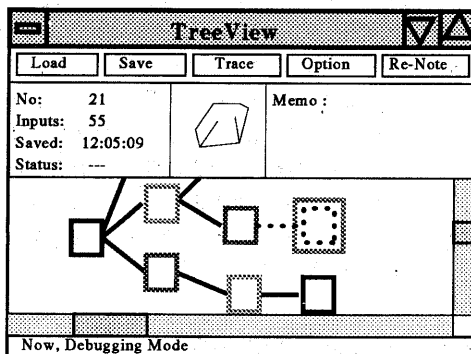 TreeView
Load Save Trace Option Re-Note
No: 21
Inputs: 55
Saved: 12:05:09
Status: ---
Memo :
Now, Debugging Mode